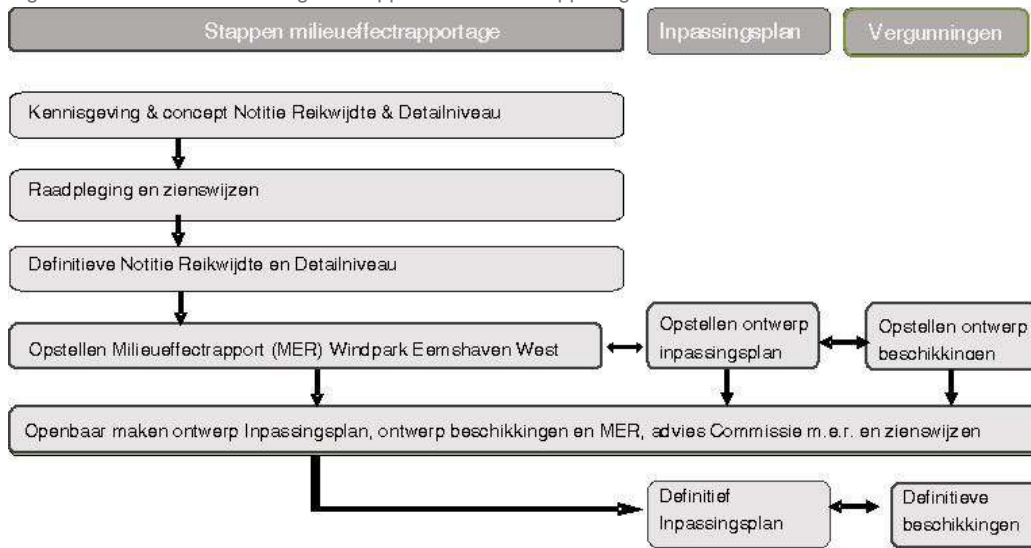 Stappen milieueffectrapportage
Inpassingsplan
Vergunningen
Kennisgeving & concept Notitie Reikwijdte & Detailniveau
Raadpleging en zienswijzen
Definitieve Notitie Reikwijdte en Detailniveau
Opstellen Milieueffectrapport (MER) Windpark Eemshaven West
Opstellen ontwerp
inpassingsplan
Opstellen ontwerp
beschikkingen
Openbaar maken ontwerp Inpassingsplan, ontwerp beschikkingen en MER, advies Commissie m.e.r. en zienswijzen
Definitief
Inpassingsplan
Definitieve
beschikkingen